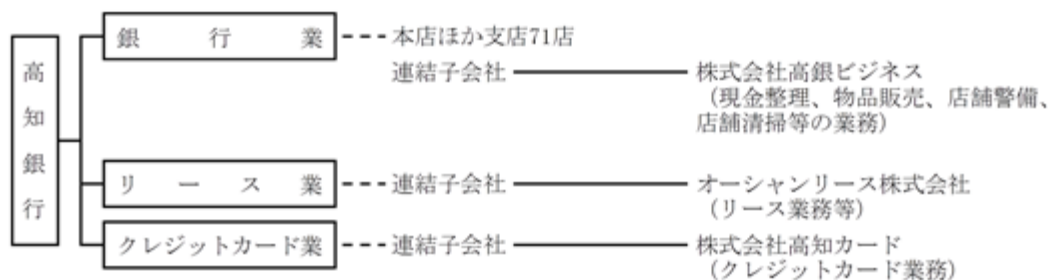 高知銀行
銀行業
本店ほか支店71店
連結子会社
株式会社高銀ビジネス
（現金整理、物品販売、店舗警備、
店舗清掃等の業務）
リース業
連結子会社
オーシャンリース株式会社
（リース業務等）
クレジットカード業
連結子会社
株式会社高知カード
（クレジットカード業務）